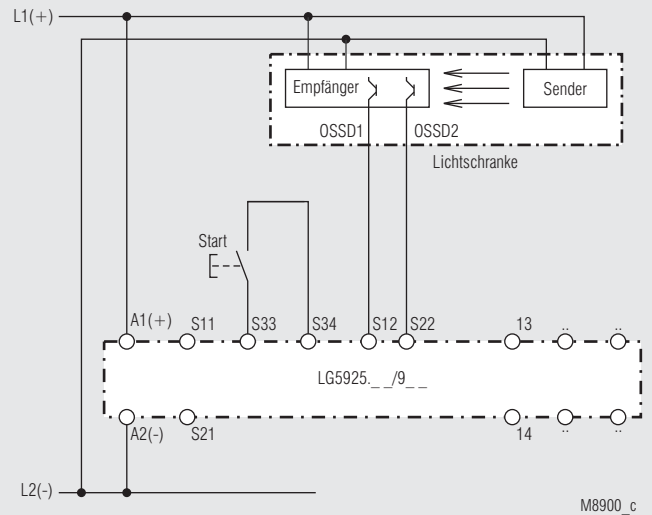 L1(+)
Empfänger
Sender
OSSD1
OSSD2
Lichtschranke
Start
A1(+)
S11
S33
S34
S12
S22
13
..
..
LG5925._ _/9_ _
A2(-)
S21
14
..
..
L2(-)
M8900_c